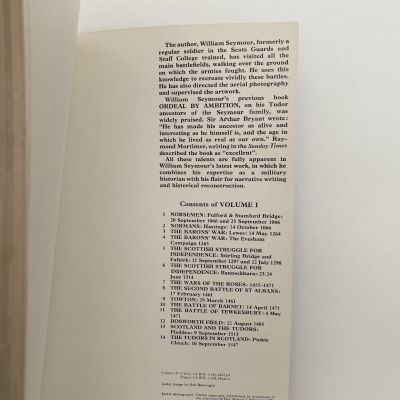 The author, William Seymour, formerly a
regular soldier in the Scots Guards and
Staff College trained, has visited all the
main battlefields, walking over the ground
on which the armies fought. He uses this
knowledge to recreate vividly these battles.
He has also directed the aerial photography
and supervised the artwork.
William Seymour's previous book
ORDEAL BY AMBITION, on his Tudor
ancestors of the Seymour family, was
widely praised. Sir Arthur Bryant wrote:
"He has made his ancestor as alive and
interesting as he is himself, and the age in
which he lived as real as our own." Ray-
mond Mortimer, writing in the Sunday Times
described the book as "excellent".
All these talents are fully apparent in
William Seymour's latest work, in which he
combines his expertise as a military
historian with his flair for narrative writing
and historical reconstruction.
Contents of VOLUME I
1 NORSEMEN: Fulford & Stamford Bridge:
20 September 1066 and 25 September 1066
2 NORMANS: Hastings: 14 October 1066
3 THE BARONS' WAR: Lewes: 14 May 1264
4 THE BARONS' WAR: The Evesham
Campaign 1265
5 THE SCOTTISH STRUGGLE FOR
INDEPENDENCE: Stirling Bridge and
Falkirk: 11 September 1297 and 22 July 1298
6 THE SCOTTISH STRUGGLE FOR
INDEPENDENCE: Bannockburn: 23/24
June 1314
7 THE WARS OF THE ROSES: 1455-1471
8 THE SECOND BATTLE OF ST ALBANS:
17 February 1461
9 TOWTON: 29 March 1461
10 THE BATTLE OF BARNET: 14 April 1471
11 THE BATTLE OF TEWKESBURY: 4 May
1471
12 BOSWORTH FIELD: 22 August 1485
13 SCOTLAND AND THE TUDORS:
Flodden: 9 September 1513
14 THE TUDORS IN SCOTLAND: Pinkie
Cleuch: 10 September 1547
Jacket design by Bob Burroughs